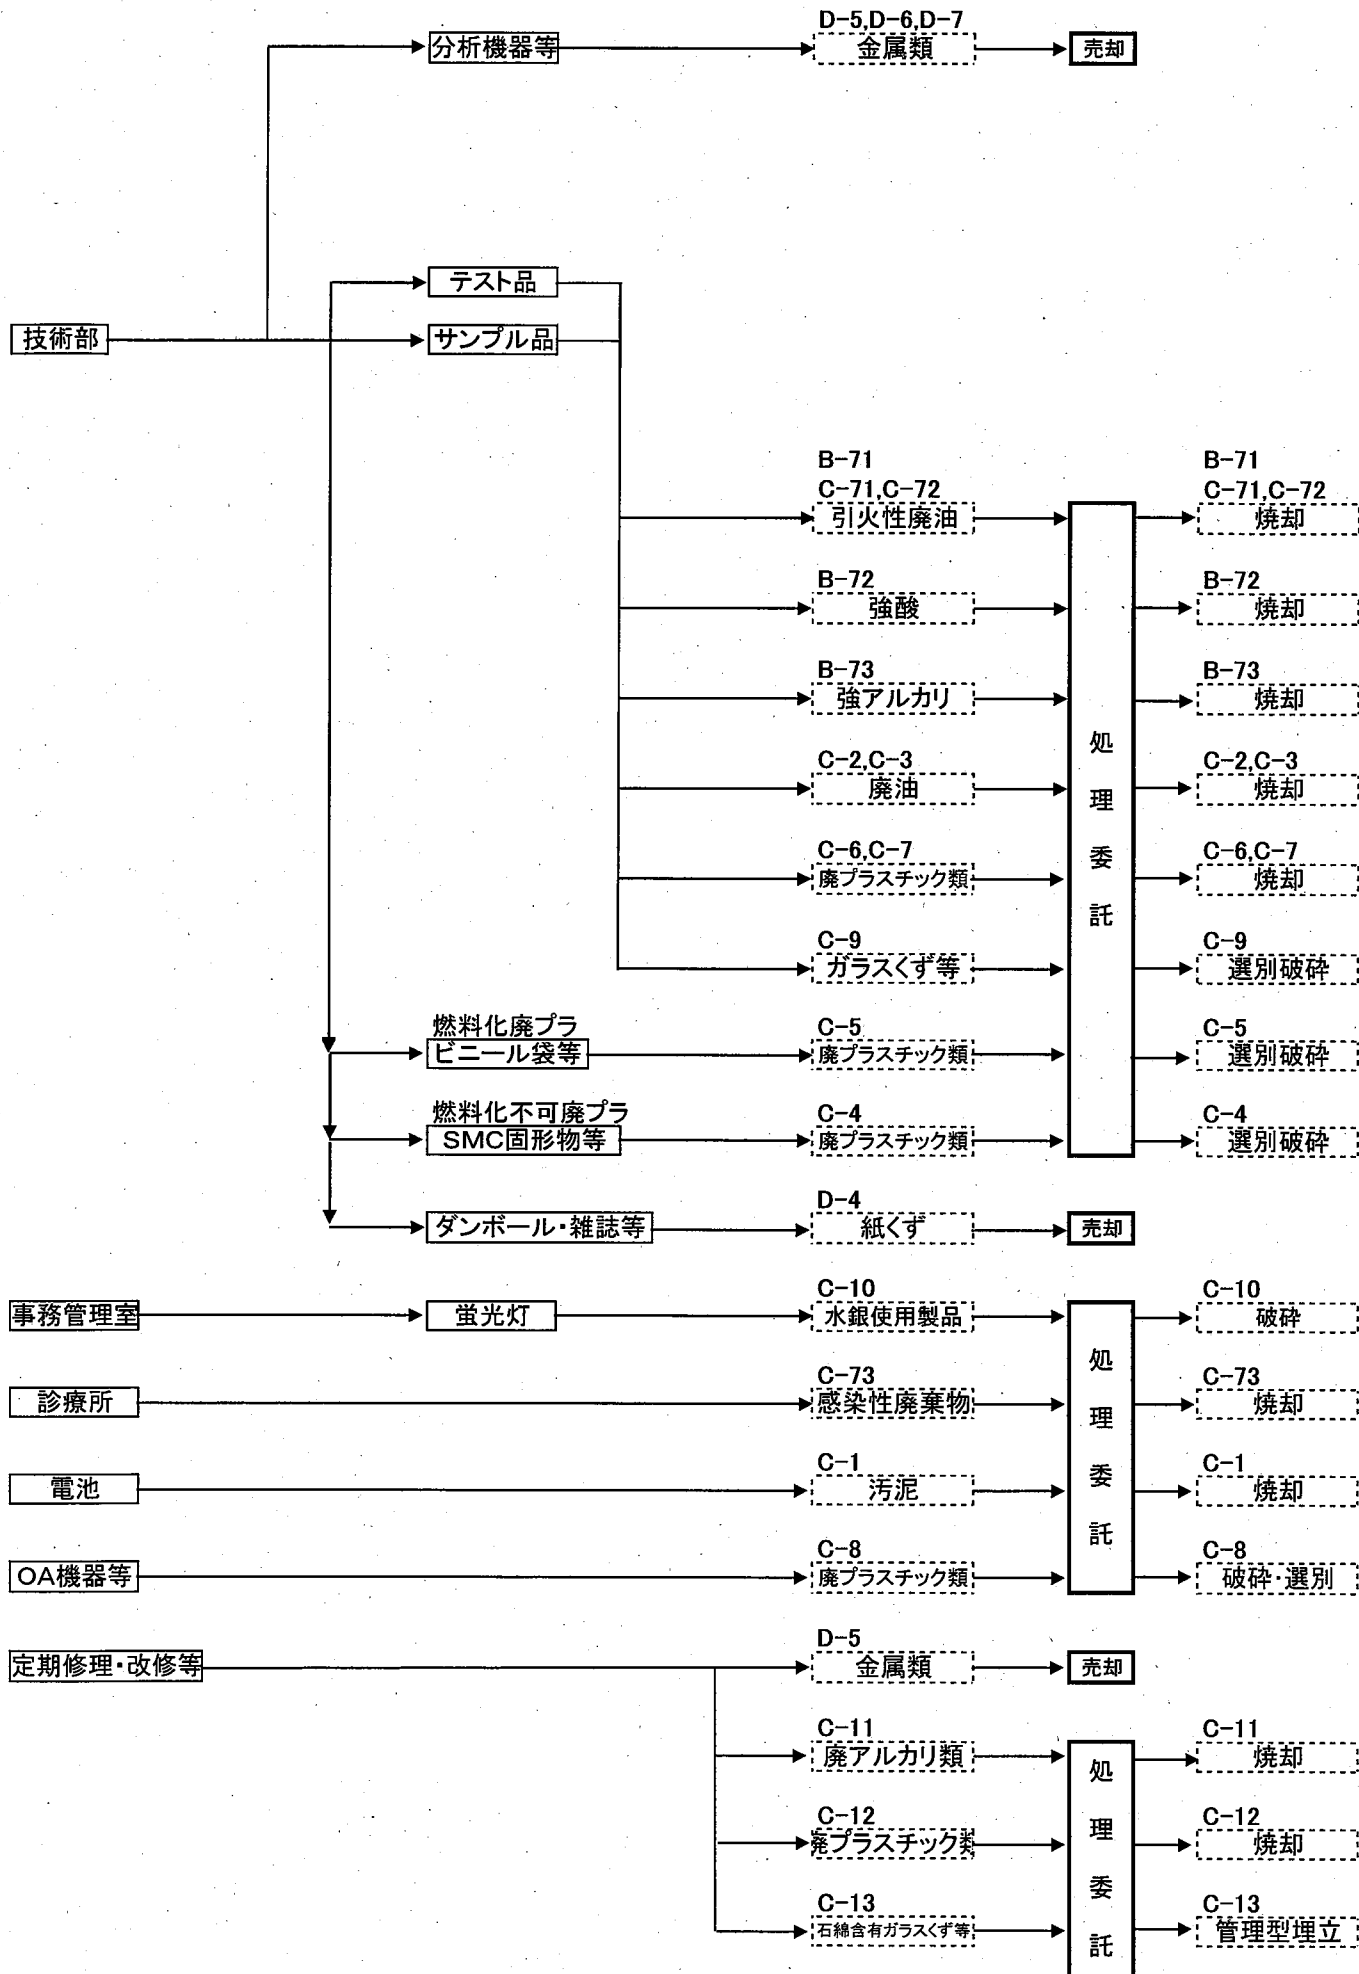 D-5,D-6,D-7
分析機器等
金属類
売却
テスト品
技術部
サンプル品
B-71
C-71,C-72
引火性廃油
B-71
C-71,C-72
焼却
B-72
強酸
B-72
焼却
B-73
強アルカリ
B-73
焼却
C-2,C-3
廃油
C-2,C-3
焼却
C-6,C-7
廃プラスチック類
C-6,C-7
焼却
C-9
ガラスくず等
C-9
選別破砕
処理委託
燃料化廃プラ
ビニール袋等
C-5
廃プラスチック類
C-5
選別破砕
燃料化不可廃プラ
SMC固形物等
C-4
廃プラスチック類
C-4
選別破砕
ダンボール・雑誌等
D-4
紙くず
売却
事務管理室
蛍光灯
C-10
水銀使用製品
C-10
破砕
診療所
C-73
感染性廃棄物
C-73
焼却
処理委託
電池
C-1
汚泥
C-1
焼却
OA機器等
C-8
廃プラスチック類
C-8
破砕・選別
定期修理・改修等
D-5
金属類
売却
C-11
廃アルカリ類
C-11
焼却
C-12
廃プラスチック類
C-12
焼却
処理委託
C-13
石綿含有ガラスくず等
C-13
管理型埋立